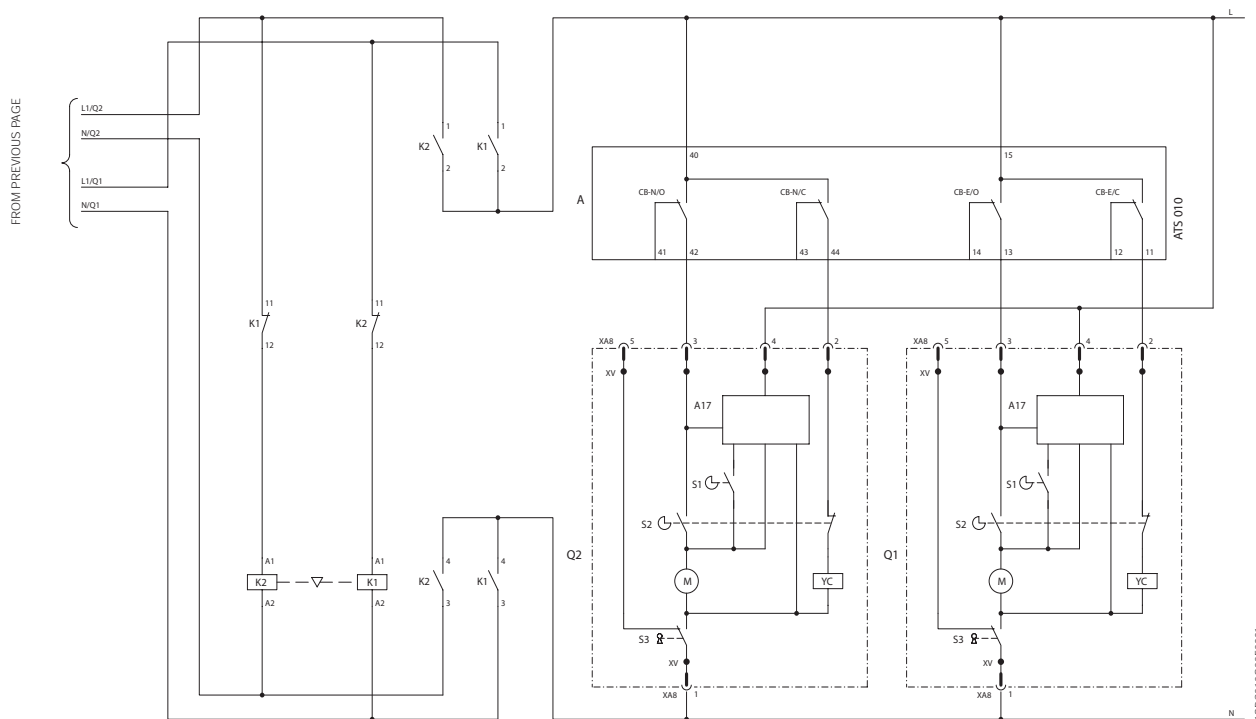 L
FROM PREVIOUS PAGE
L1/Q2
N/Q2
L1/Q1
N/Q1
K2
1
2
K1
1
2
A
ATS 010
40
15
CB-N/O
CB-N/C
CB-E/O
CB-E/C
41
42
43
44
14
13
12
11
K1
11
12
K2
11
12
XA8
5
3
4
2
XA8
5
3
4
2
XV
XV
A17
A17
S1
S1
S2
S2
Q2
Q1
A1
K2
A2
A1
K1
A2
K2
4
3
K1
4
3
M
YC
M
YC
S3
S3
XV
XV
XA8
1
XA8
1
N